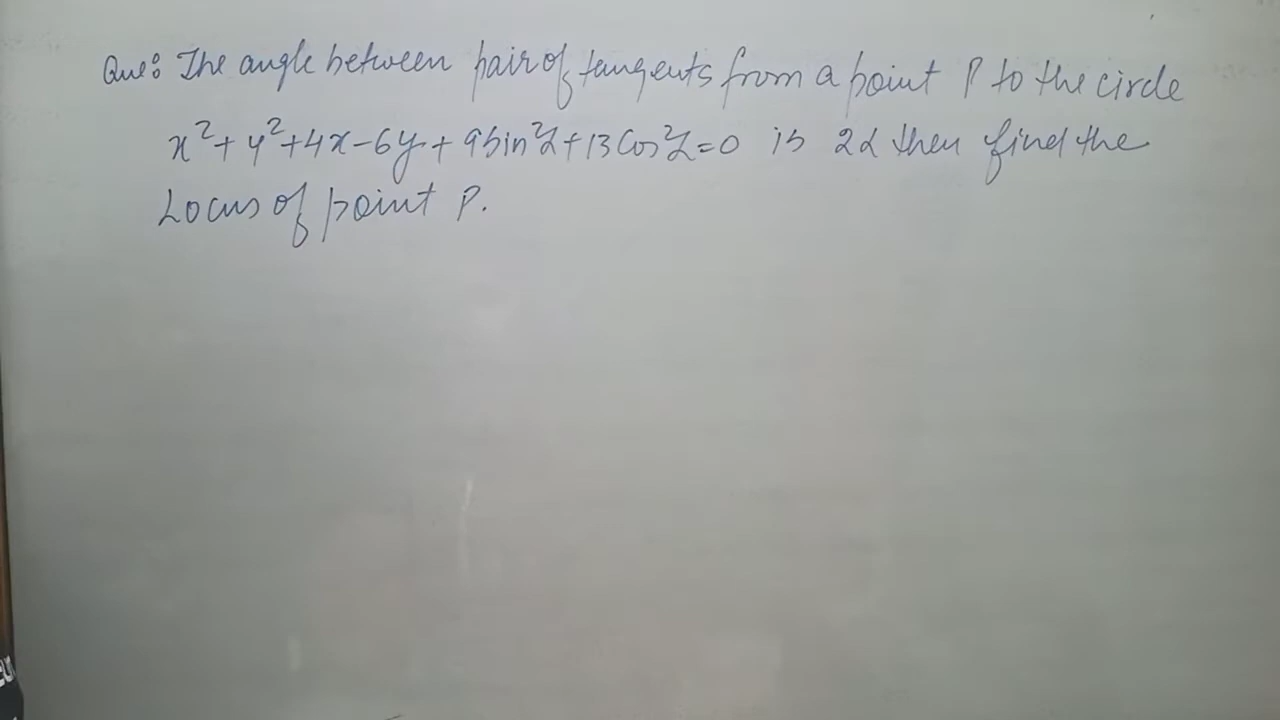 Que: The angle between pair of tangents from a point P to the circle
x²+y²+4x-6y+9sin²α+13cos²α=0 is 2α then find the
Locus of point P.